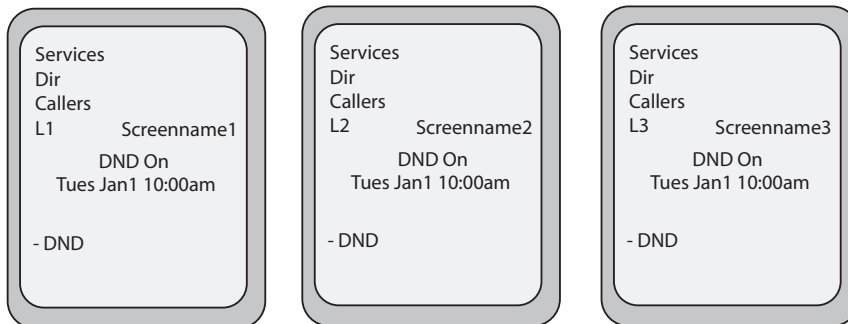 Services
Dir
Callers
L1 Screenname1
DND On
Tues Jan1 10:00am
- DND
Services
Dir
Callers
L2 Screenname2
DND On
Tues Jan1 10:00am
- DND
Services
Dir
Callers
L3 Screenname3
DND On
Tues Jan1 10:00am
- DND